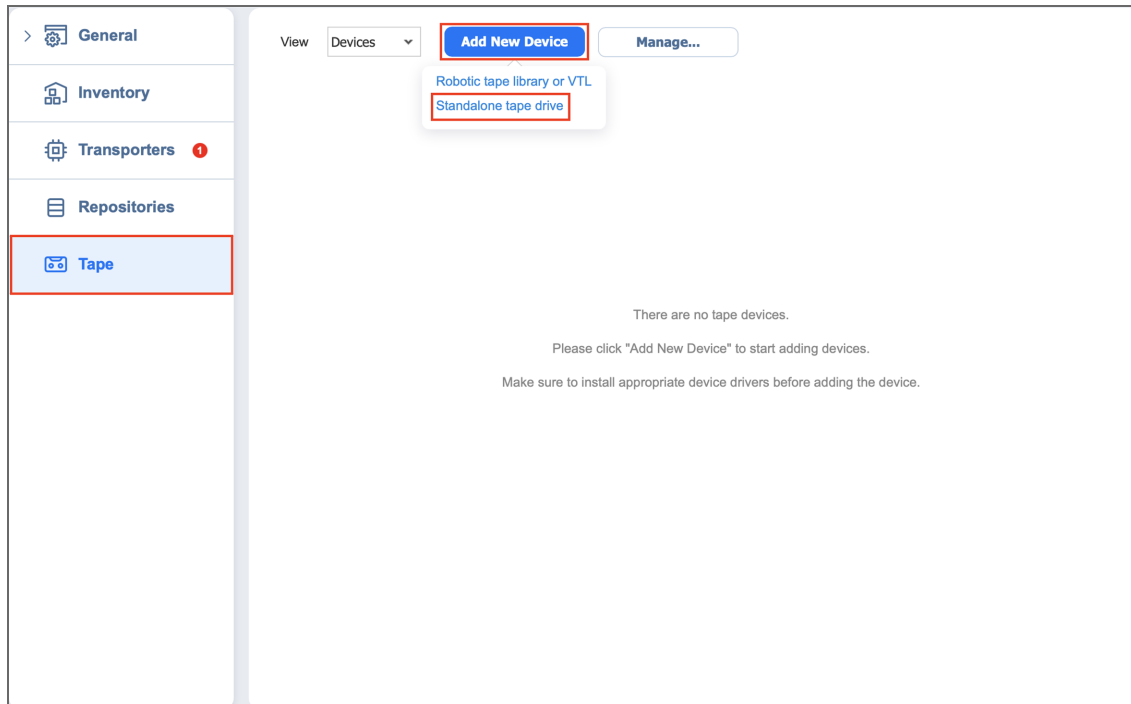 General
Inventory
Transporters 1
Repositories
Tape
View Devices Add New Device Manage...
Robotic tape library or VTL
Standalone tape drive
There are no tape devices.
Please click "Add New Device" to start adding devices.
Make sure to install appropriate device drivers before adding the device.